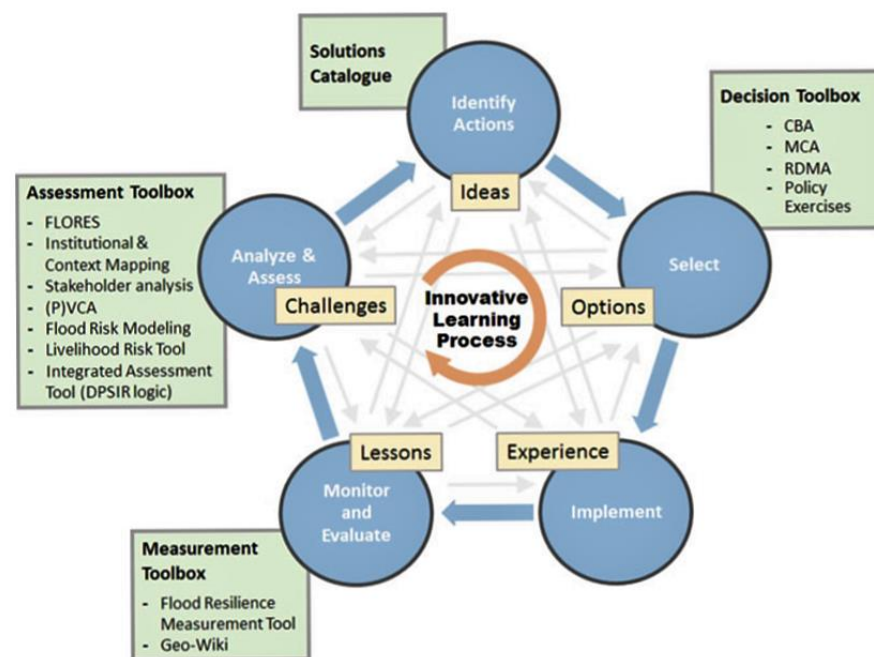 Solutions
Catalogue
Identify
Actions
Ideas
Decision Toolbox
- CBA
- MCA
- RDMA
- Policy
Exercises
Assessment Toolbox
- FLORES
- Institutional &
Context Mapping
- Stakeholder analysis
- (P)VCA
- Flood Risk Modeling
- Livelihood Risk Tool
- Integrated Assessment
Tool (DPSIR logic)
Analyze &
Assess
Challenges
Innovative
Learning
Process
Select
Options
Lessons
Monitor
and
Evaluate
Experience
Implement
Measurement
Toolbox
- Flood Resilience
Measurement Tool
- Geo-Wiki